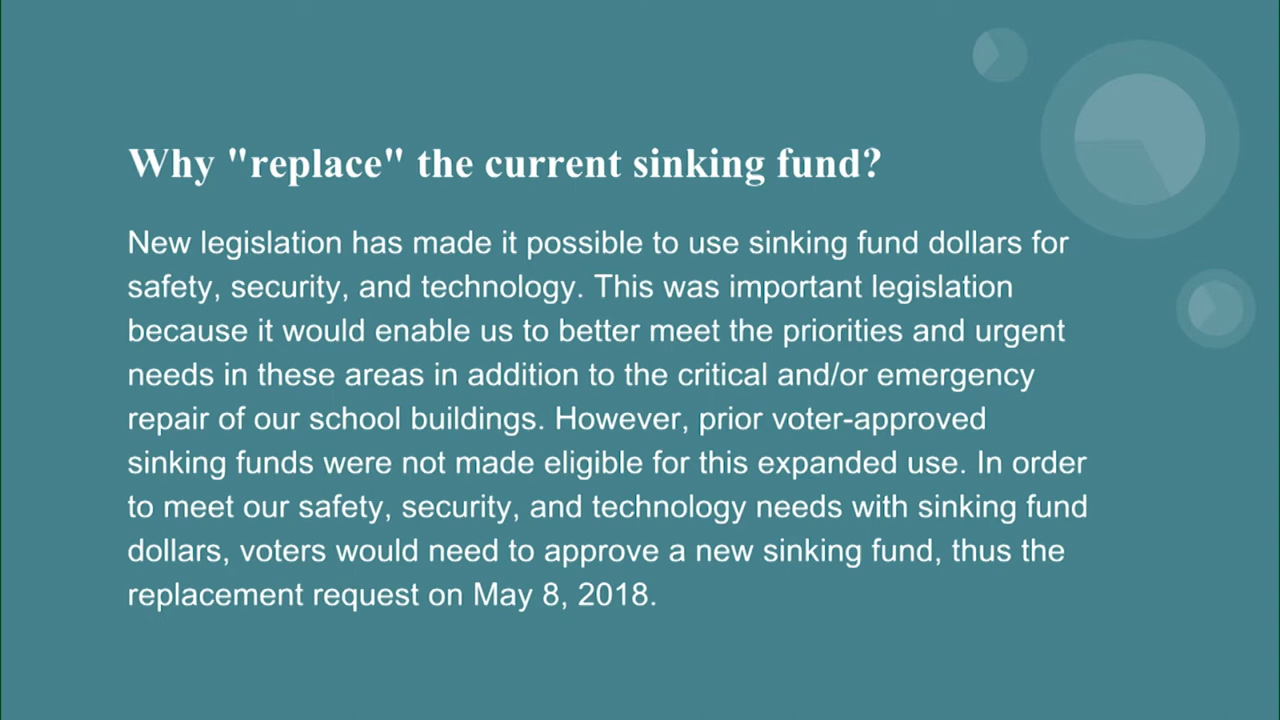 Why "replace" the current sinking fund?
New legislation has made it possible to use sinking fund dollars for
safety, security, and technology. This was important legislation
because it would enable us to better meet the priorities and urgent
needs in these areas in addition to the critical and/or emergency
repair of our school buildings. However, prior voter-approved
sinking funds were not made eligible for this expanded use. In order
to meet our safety, security, and technology needs with sinking fund
dollars, voters would need to approve a new sinking fund, thus the
replacement request on May 8, 2018.